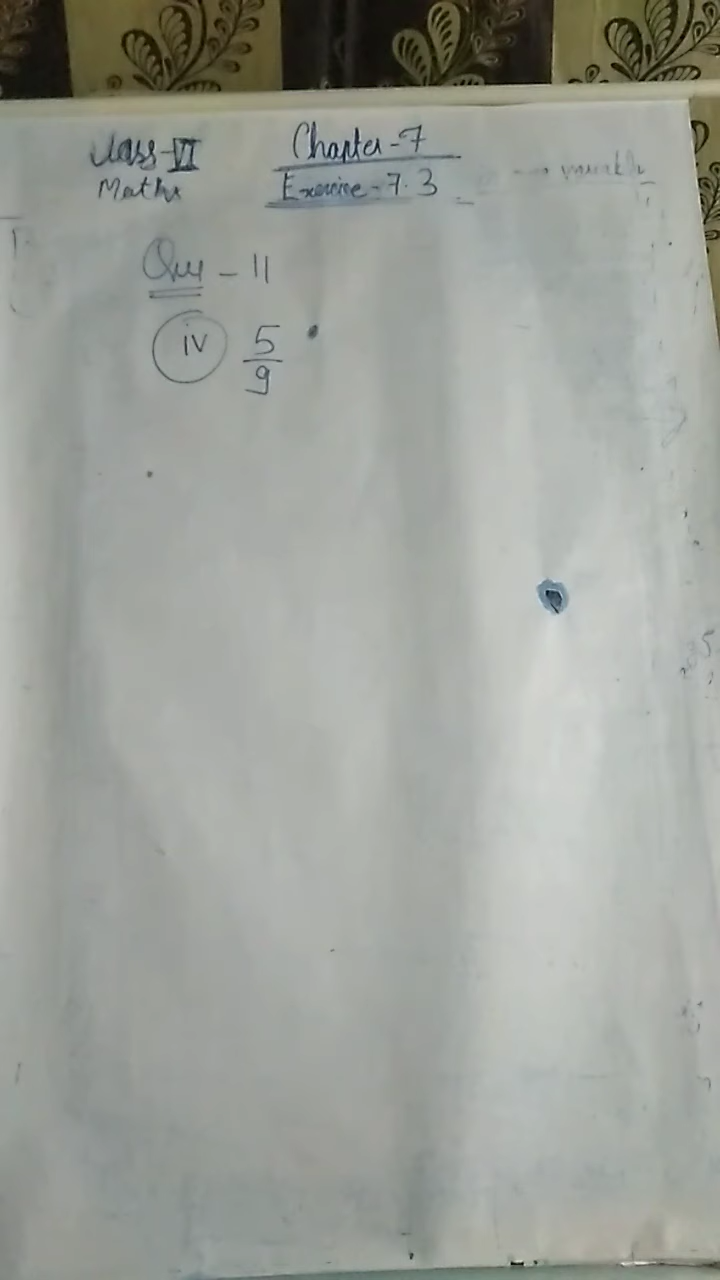 Class-VI Chapter-7
Maths Exercise-7.3
Que - 11
iv 5/9